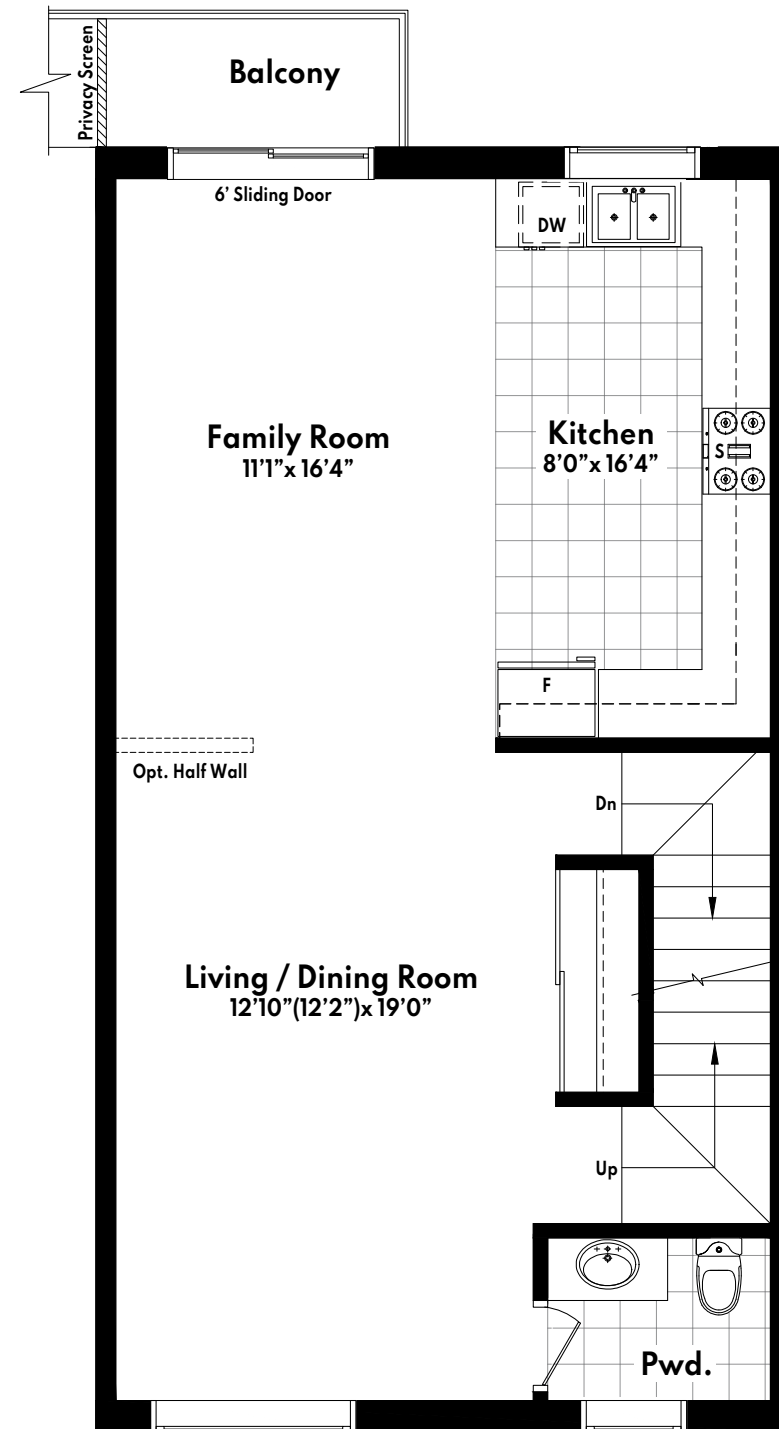 Privacy Screen
Balcony
6' Sliding Door
DW
Family Room
11'1”x 16'4”
Kitchen
8'0”x 16'4”
S
F
Opt. Half Wall
Dn
Living / Dining Room
12'10”(12'2”)x 19'0”
Up
Pwd.